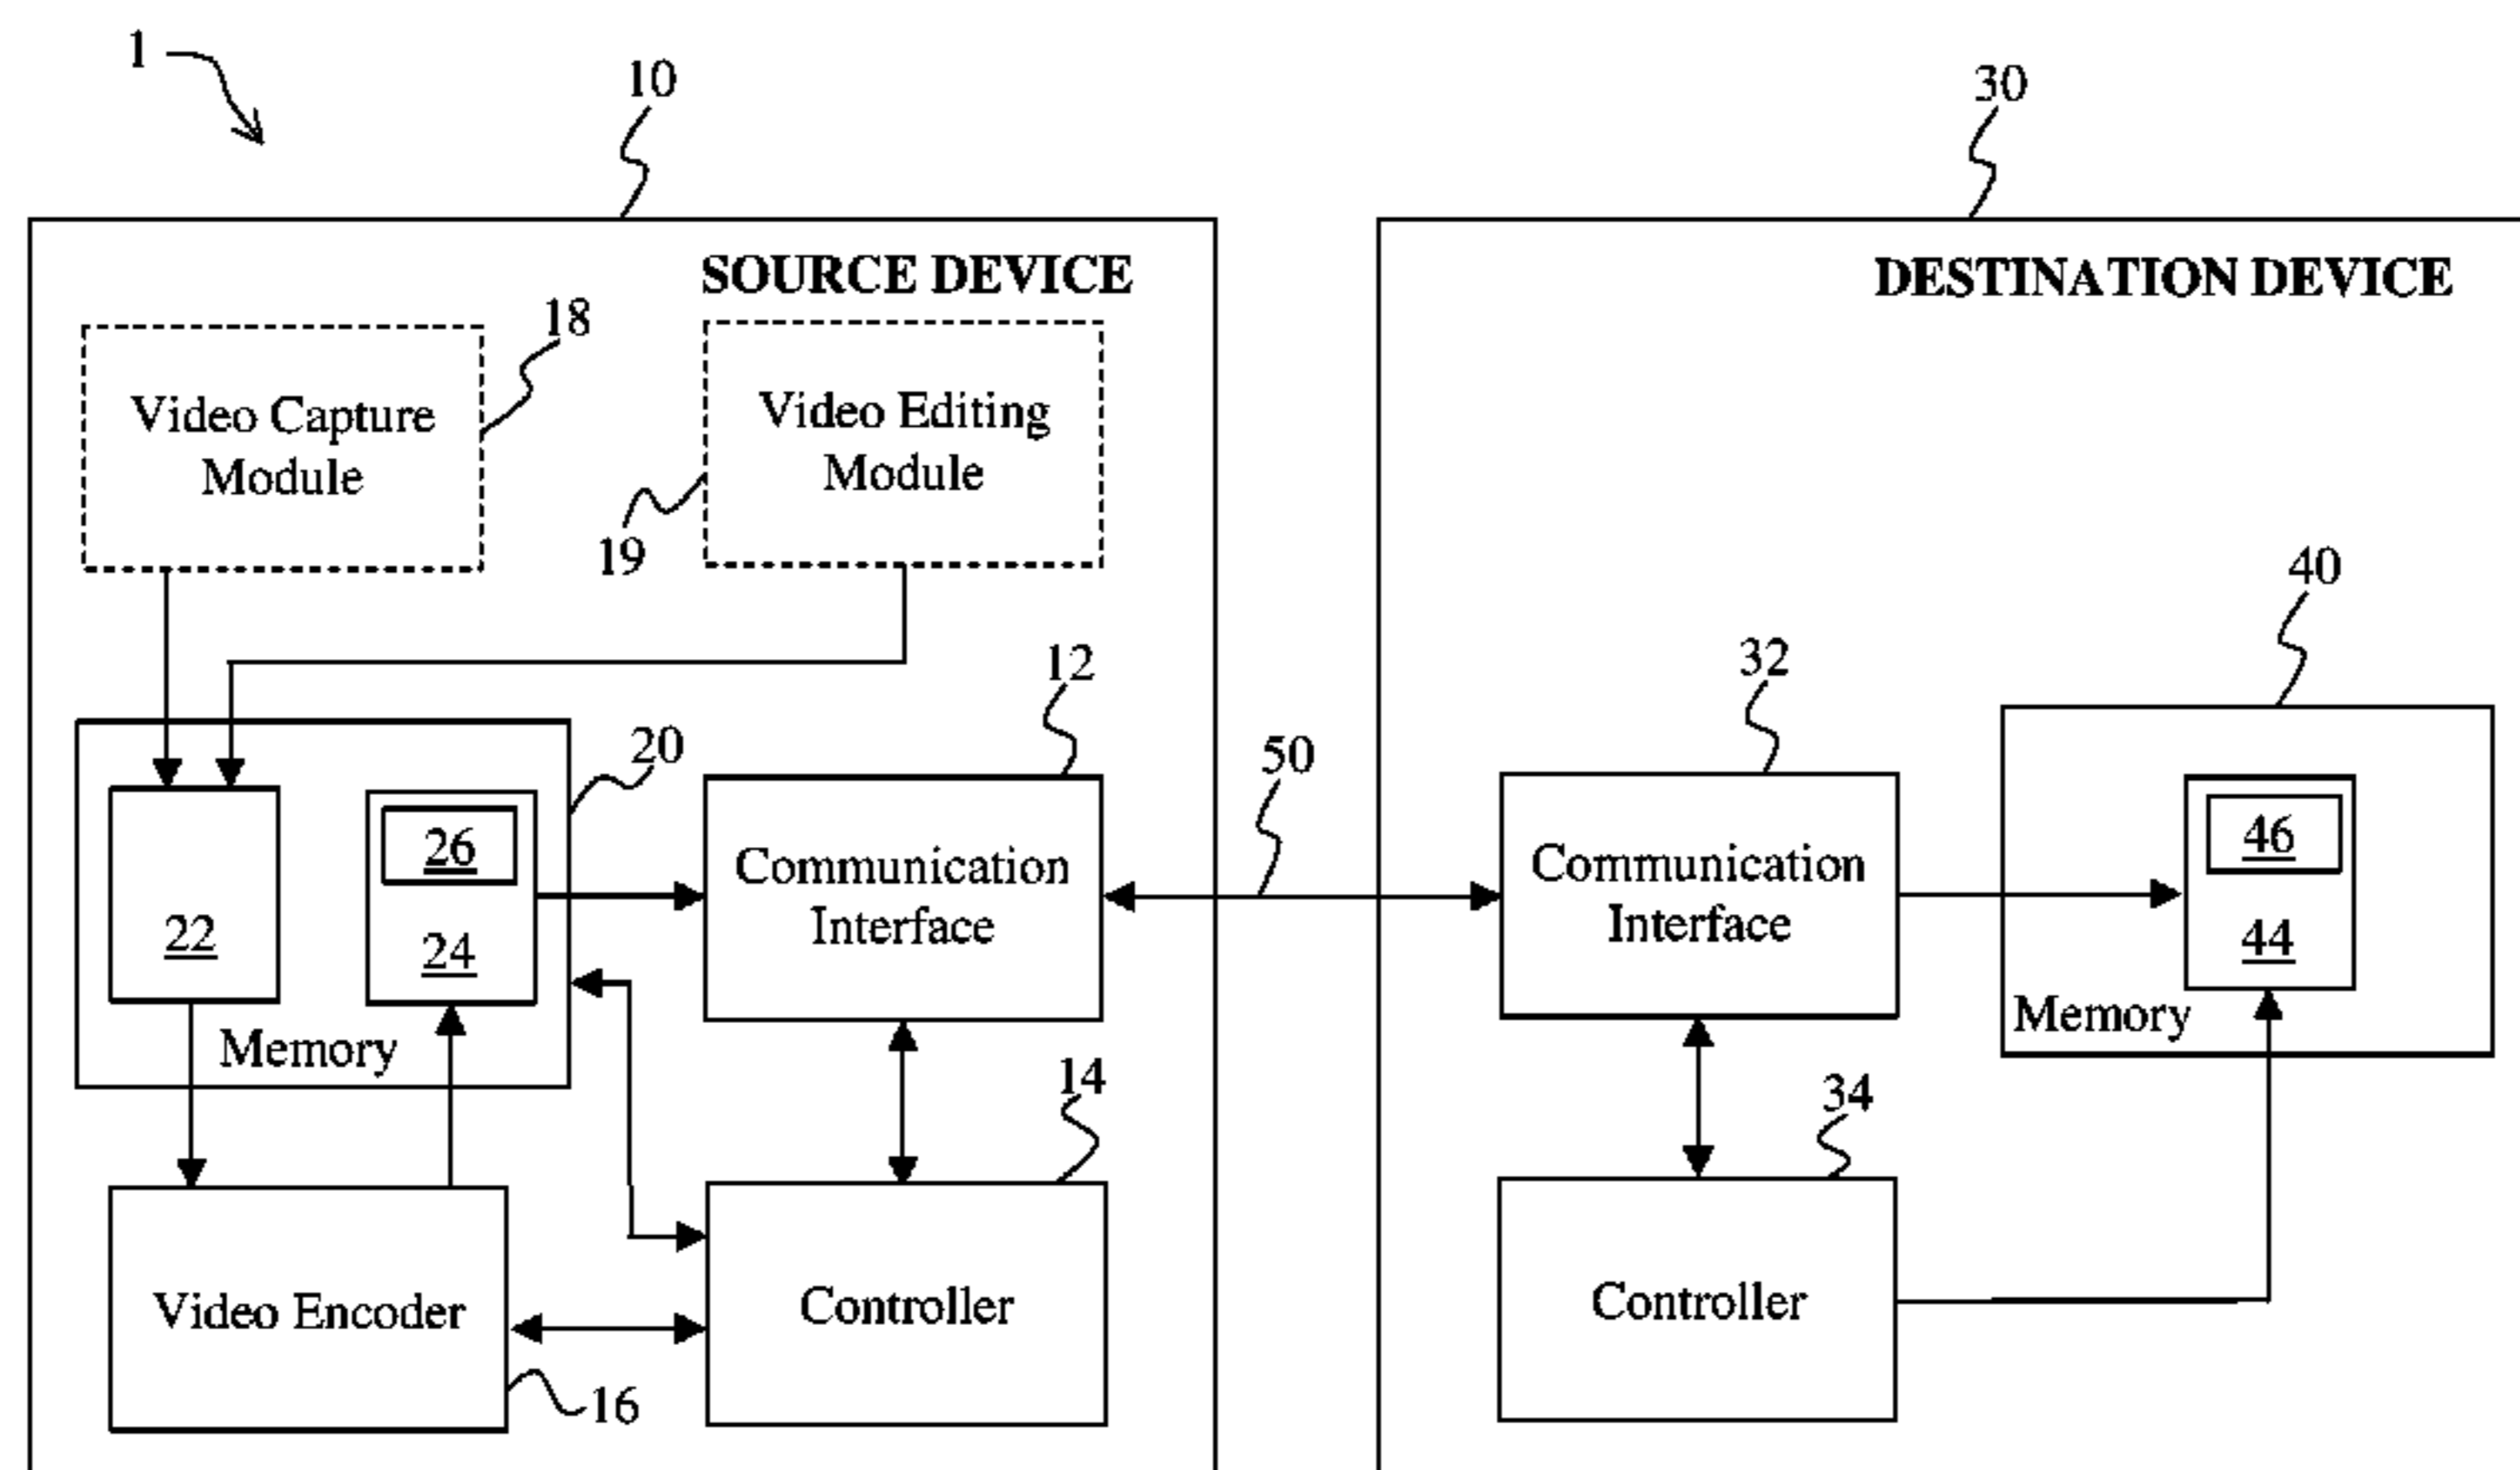 1
10
30
SOURCE DEVICE
DESTINATION DEVICE
18
Video Capture
Module
Video Editing
Module
19
40
12
32
20
50
26
22
24
Memory
Communication
Interface
Communication
Interface
46
44
Memory
14
34
Video Encoder
Controller
Controller
16